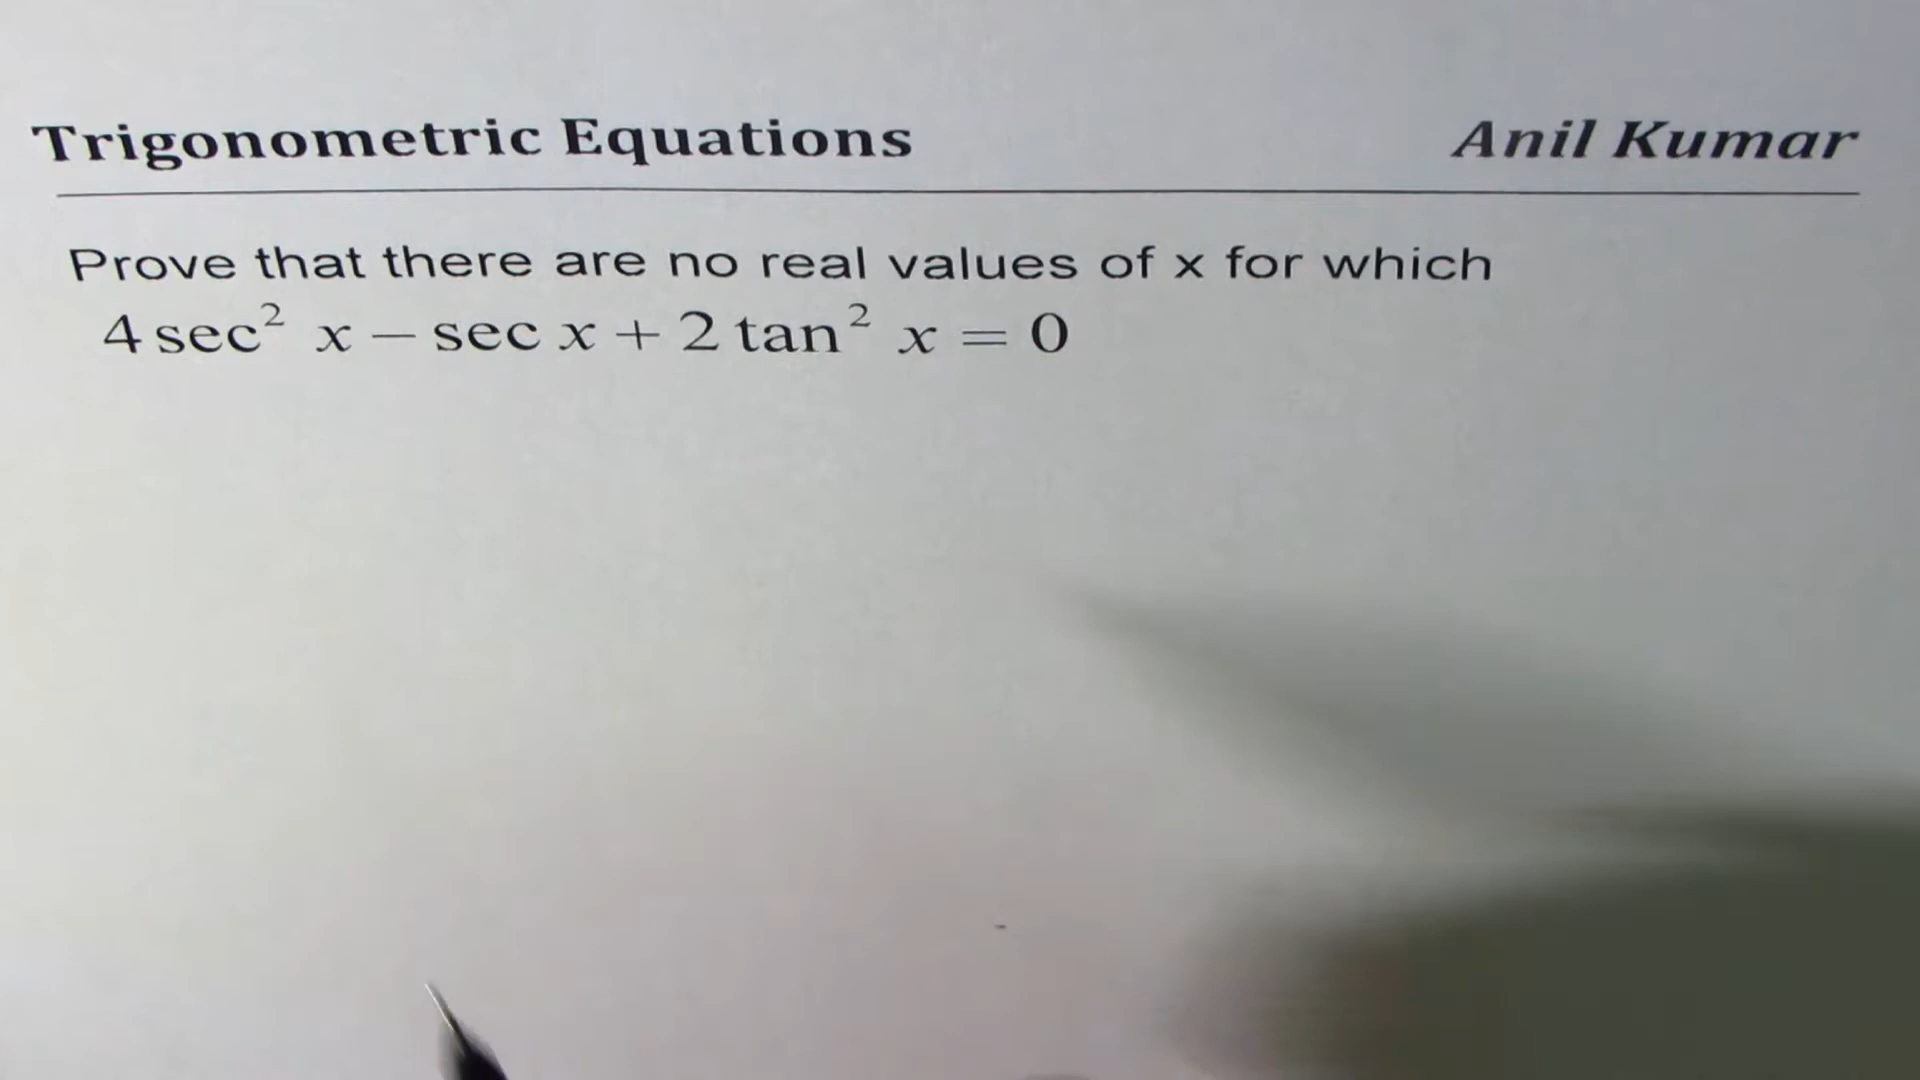 Trigonometric Equations Anil Kumar
Prove that there are no real values of x for which
4 sec² x − sec x + 2 tan² x = 0